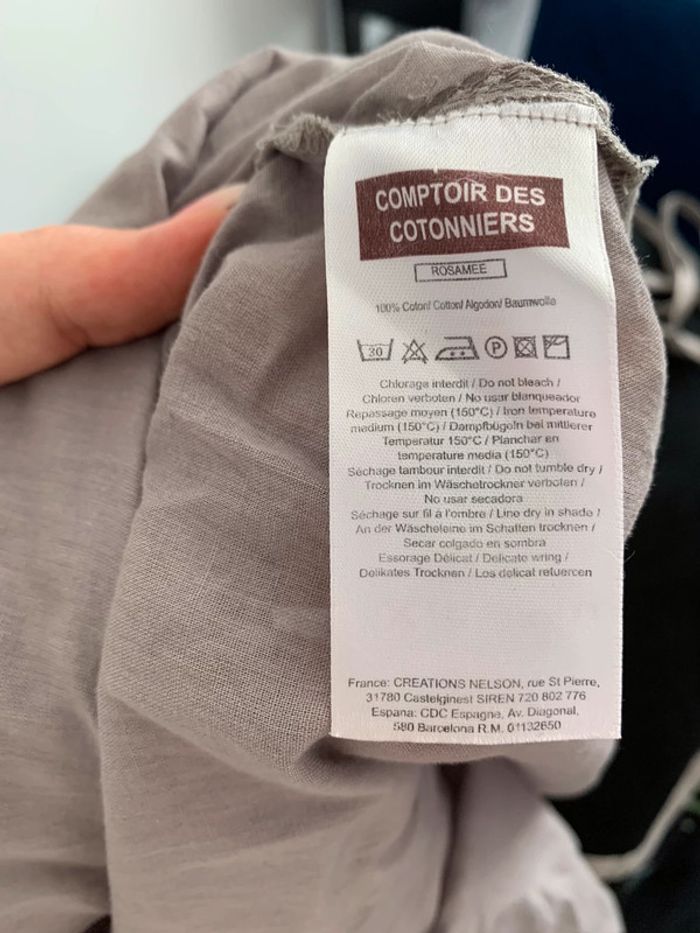 COMPTOIR DES
COTONNIERS
ROSAMEE
100% Coton/ Cotton/ Algodon/ Baumwolle
30 P
Chlorage interdit / Do not bleach /
Chloren verboten / No usar blanqueador
Repassage moyen (150°C) / Iron temperature
medium (150°C) / Dampfbügeln bei mittlerer
Temperatur 150°C / Planchar en
temperature media (150°C)
Séchage tambour interdit / Do not tumble dry /
Trocknen im Wäschetrockner verboten /
No usar secadora
Séchage sur fil à l'ombre / Line dry in shade /
An der Wäscheleine im Schatten trocknen /
Secar colgado en sombra
Essorage Délicat / Delicate wring /
Delikates Trocknen / Los delicat retuercen
France: CREATIONS NELSON, rue St Pierre,
31780 Castelginest SIREN 720 802 776
Espana: CDC Espagne, Av. Diagonal,
580 Barcelona R.M. 01132650